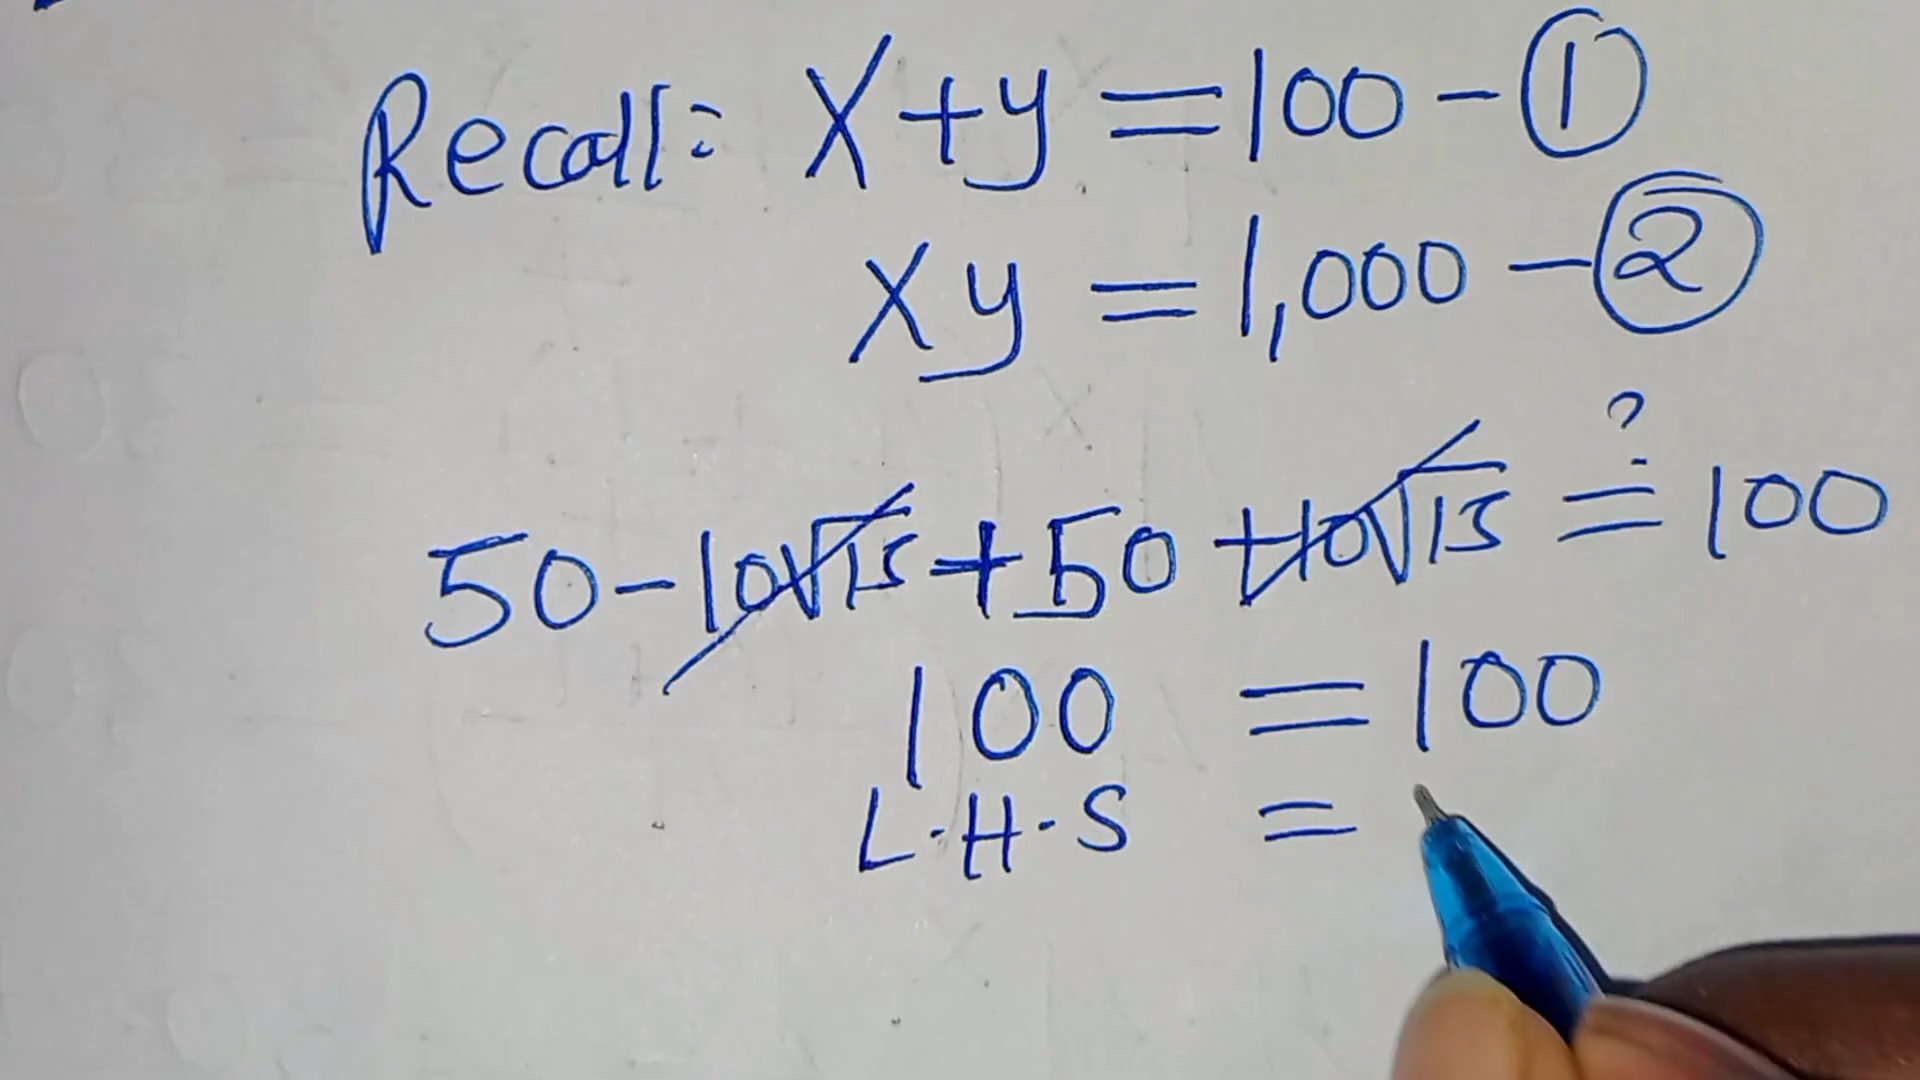 Recall: X+y = 100 - ①
xy = 1,000 - ②
50-10√15+50+10√15 ≟ 100
100 = 100
L.H.S =